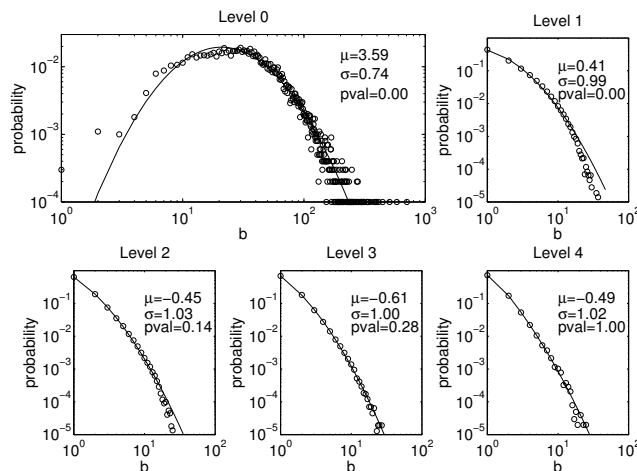 Level 0
10^-2
10^-3
10^-4
10^0
10^1
10^2
10^3
probability
b
μ=3.59
σ=0.74
pval=0.00
Level 1
10^-1
10^-2
10^-3
10^-4
10^-5
10^0
10^1
10^2
probability
b
μ=0.41
σ=0.99
pval=0.00
Level 2
10^-1
10^-2
10^-3
10^-4
10^-5
10^0
10^1
10^2
probability
b
μ=−0.45
σ=1.03
pval=0.14
Level 3
10^-1
10^-2
10^-3
10^-4
10^-5
10^0
10^1
10^2
probability
b
μ=−0.61
σ=1.00
pval=0.28
Level 4
10^-1
10^-2
10^-3
10^-4
10^-5
10^0
10^1
10^2
probability
b
μ=−0.49
σ=1.02
pval=1.00